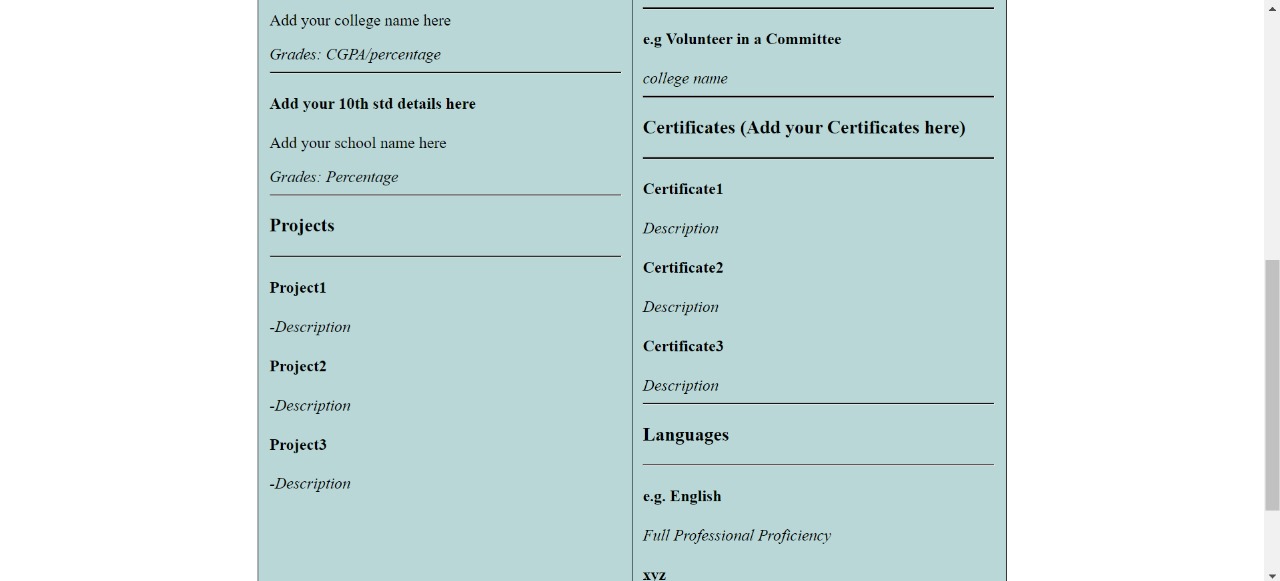 Add your college name here
Grades: CGPA/percentage
Add your 10th std details here
Add your school name here
Grades: Percentage
Projects
Project1
-Description
Project2
-Description
Project3
-Description
e.g Volunteer in a Committee
college name
Certificates (Add your Certificates here)
Certificate1
Description
Certificate2
Description
Certificate3
Description
Languages
e.g. English
Full Professional Proficiency
xyz